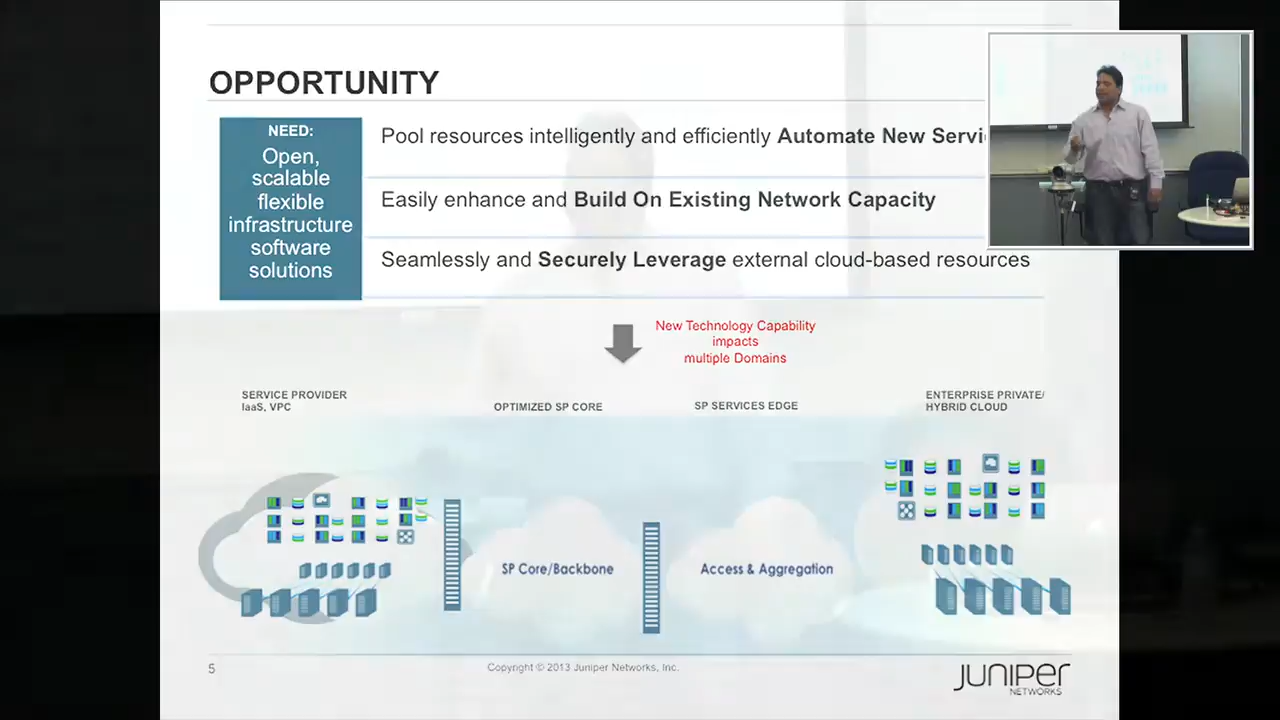 OPPORTUNITY
NEED:
Open,
scalable
flexible
infrastructure
software
solutions
Pool resources intelligently and efficiently Automate New
Easily enhance and Build On Existing Network Capacity
Seamlessly and Securely Leverage external cloud-based resources
New Technology Capability
impacts
multiple Domains
SERVICE PROVIDER
IaaS, VPC
OPTIMIZED SP CORE
SP SERVICES EDGE
ENTERPRISE PRIVATE/
HYBRID CLOUD
SP Core/Backbone
Access & Aggregation
5
Copyright © 2013 Juniper Networks, Inc.
JUNIPER
NETWORKS